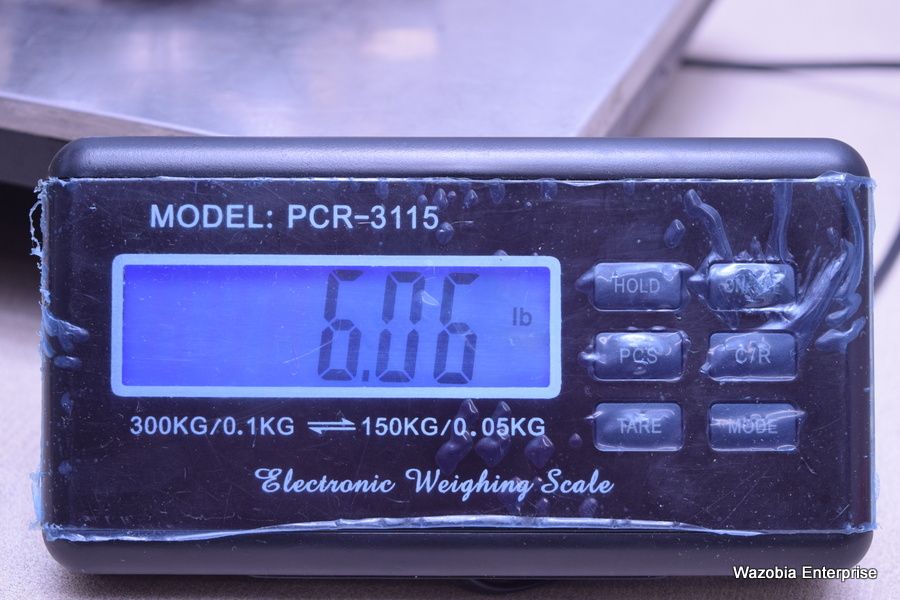 MODEL: PCR-3115
6.06 lb
HOLD
PCS C/R
300KG/0.1KG ⇌ 150KG/0.05KG
TARE MODE
Electronic Weighing Scale
Wazobia Enterprise